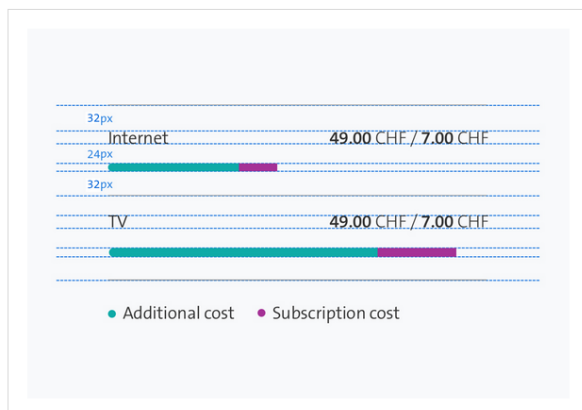 32px
Internet 49.00 CHF / 7.00 CHF
24px
32px
TV 49.00 CHF / 7.00 CHF
Additional cost Subscription cost